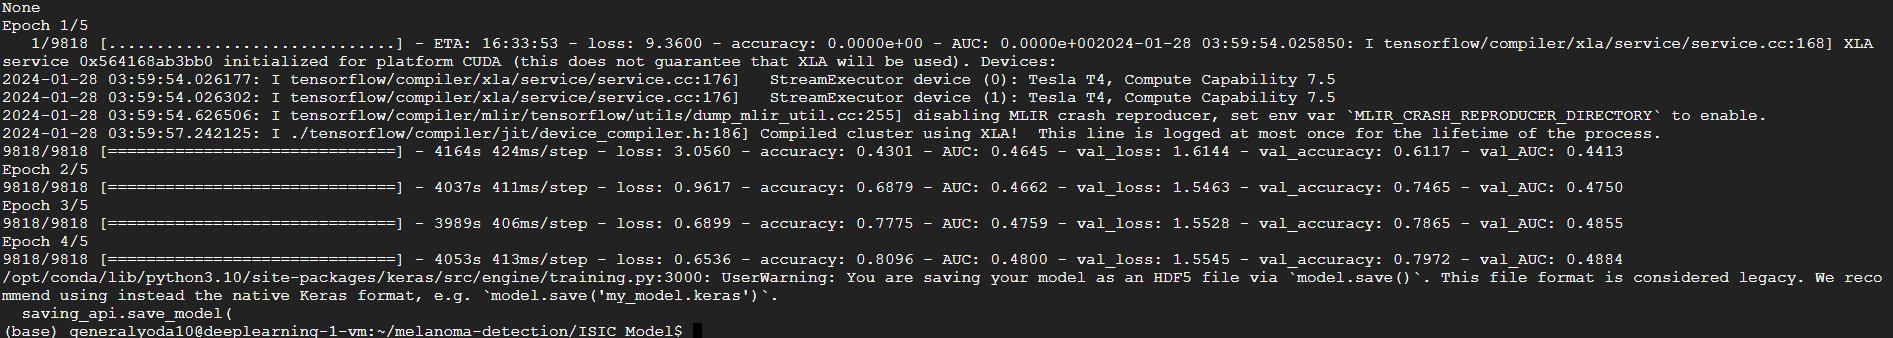 None
Epoch 1/5
   1/9818 [..............................] - ETA: 16:33:53 - loss: 9.3600 - accuracy: 0.0000e+00 - AUC: 0.0000e+002024-01-28 03:59:54.025850: I tensorflow/compiler/xla/service/service.cc:168] XLA
service 0x564168ab3bb0 initialized for platform CUDA (this does not guarantee that XLA will be used). Devices:
2024-01-28 03:59:54.026177: I tensorflow/compiler/xla/service/service.cc:176]   StreamExecutor device (0): Tesla T4, Compute Capability 7.5
2024-01-28 03:59:54.026302: I tensorflow/compiler/xla/service/service.cc:176]   StreamExecutor device (1): Tesla T4, Compute Capability 7.5
2024-01-28 03:59:54.626506: I tensorflow/compiler/mlir/tensorflow/utils/dump_mlir_util.cc:255] disabling MLIR crash reproducer, set env var `MLIR_CRASH_REPRODUCER_DIRECTORY` to enable.
2024-01-28 03:59:57.242125: I ./tensorflow/compiler/jit/device_compiler.h:186] Compiled cluster using XLA!  This line is logged at most once for the lifetime of the process.
9818/9818 [==============================] - 4164s 424ms/step - loss: 3.0560 - accuracy: 0.4301 - AUC: 0.4645 - val_loss: 1.6144 - val_accuracy: 0.6117 - val_AUC: 0.4413
Epoch 2/5
9818/9818 [==============================] - 4037s 411ms/step - loss: 0.9617 - accuracy: 0.6879 - AUC: 0.4662 - val_loss: 1.5463 - val_accuracy: 0.7465 - val_AUC: 0.4750
Epoch 3/5
9818/9818 [==============================] - 3989s 406ms/step - loss: 0.6899 - accuracy: 0.7775 - AUC: 0.4759 - val_loss: 1.5528 - val_accuracy: 0.7865 - val_AUC: 0.4855
Epoch 4/5
9818/9818 [==============================] - 4053s 413ms/step - loss: 0.6536 - accuracy: 0.8096 - AUC: 0.4800 - val_loss: 1.5545 - val_accuracy: 0.7972 - val_AUC: 0.4884
/opt/conda/lib/python3.10/site-packages/keras/src/engine/training.py:3000: UserWarning: You are saving your model as an HDF5 file via `model.save()`. This file format is considered legacy. We reco
mmend using instead the native Keras format, e.g. `model.save('my_model.keras')`.
  saving_api.save_model(
(base) generalyoda10@deeplearning-1-vm:~/melanoma-detection/ISIC Model$